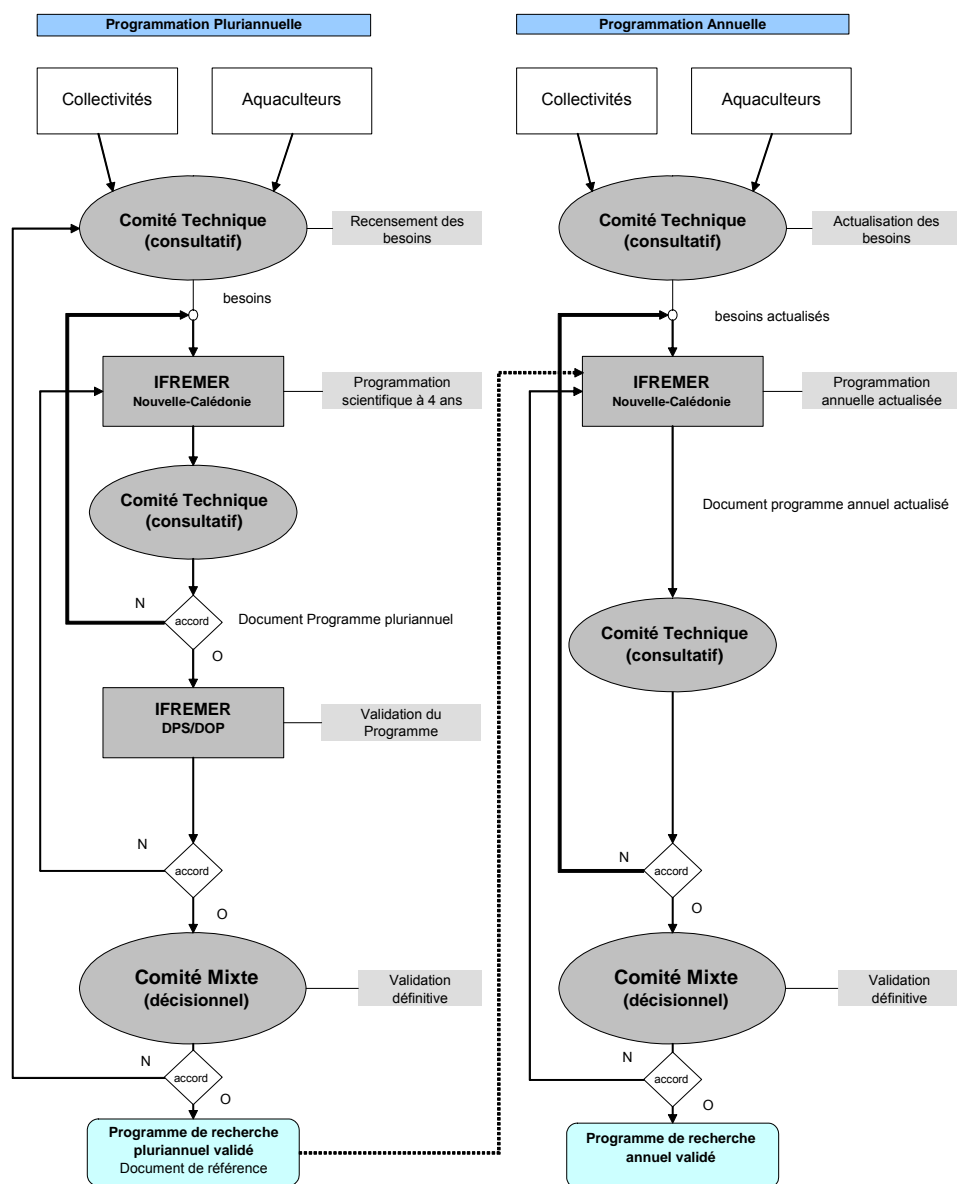 Programmation Pluriannuelle
Collectivités
Aquaculteurs
Comité Technique
(consultatif)
Recensement des
besoins
besoins
IFREMER
Nouvelle-Calédonie
Programmation
scientifique à 4 ans
Comité Technique
(consultatif)
N
accord
Document Programme pluriannuel
O
IFREMER
DPS/DOP
Validation du
Programme
N
accord
O
Comité Mixte
(décisionnel)
Validation
définitive
N
accord
O
Programme de recherche
pluriannuel validé
Document de référence
Programmation Annuelle
Collectivités
Aquaculteurs
Comité Technique
(consultatif)
Actualisation des
besoins
besoins actualisés
IFREMER
Nouvelle-Calédonie
Programmation
annuelle actualisée
Document programme annuel actualisé
Comité Technique
(consultatif)
N
accord
O
Comité Mixte
(décisionnel)
Validation
définitive
N
accord
O
Programme de recherche
annuel validé